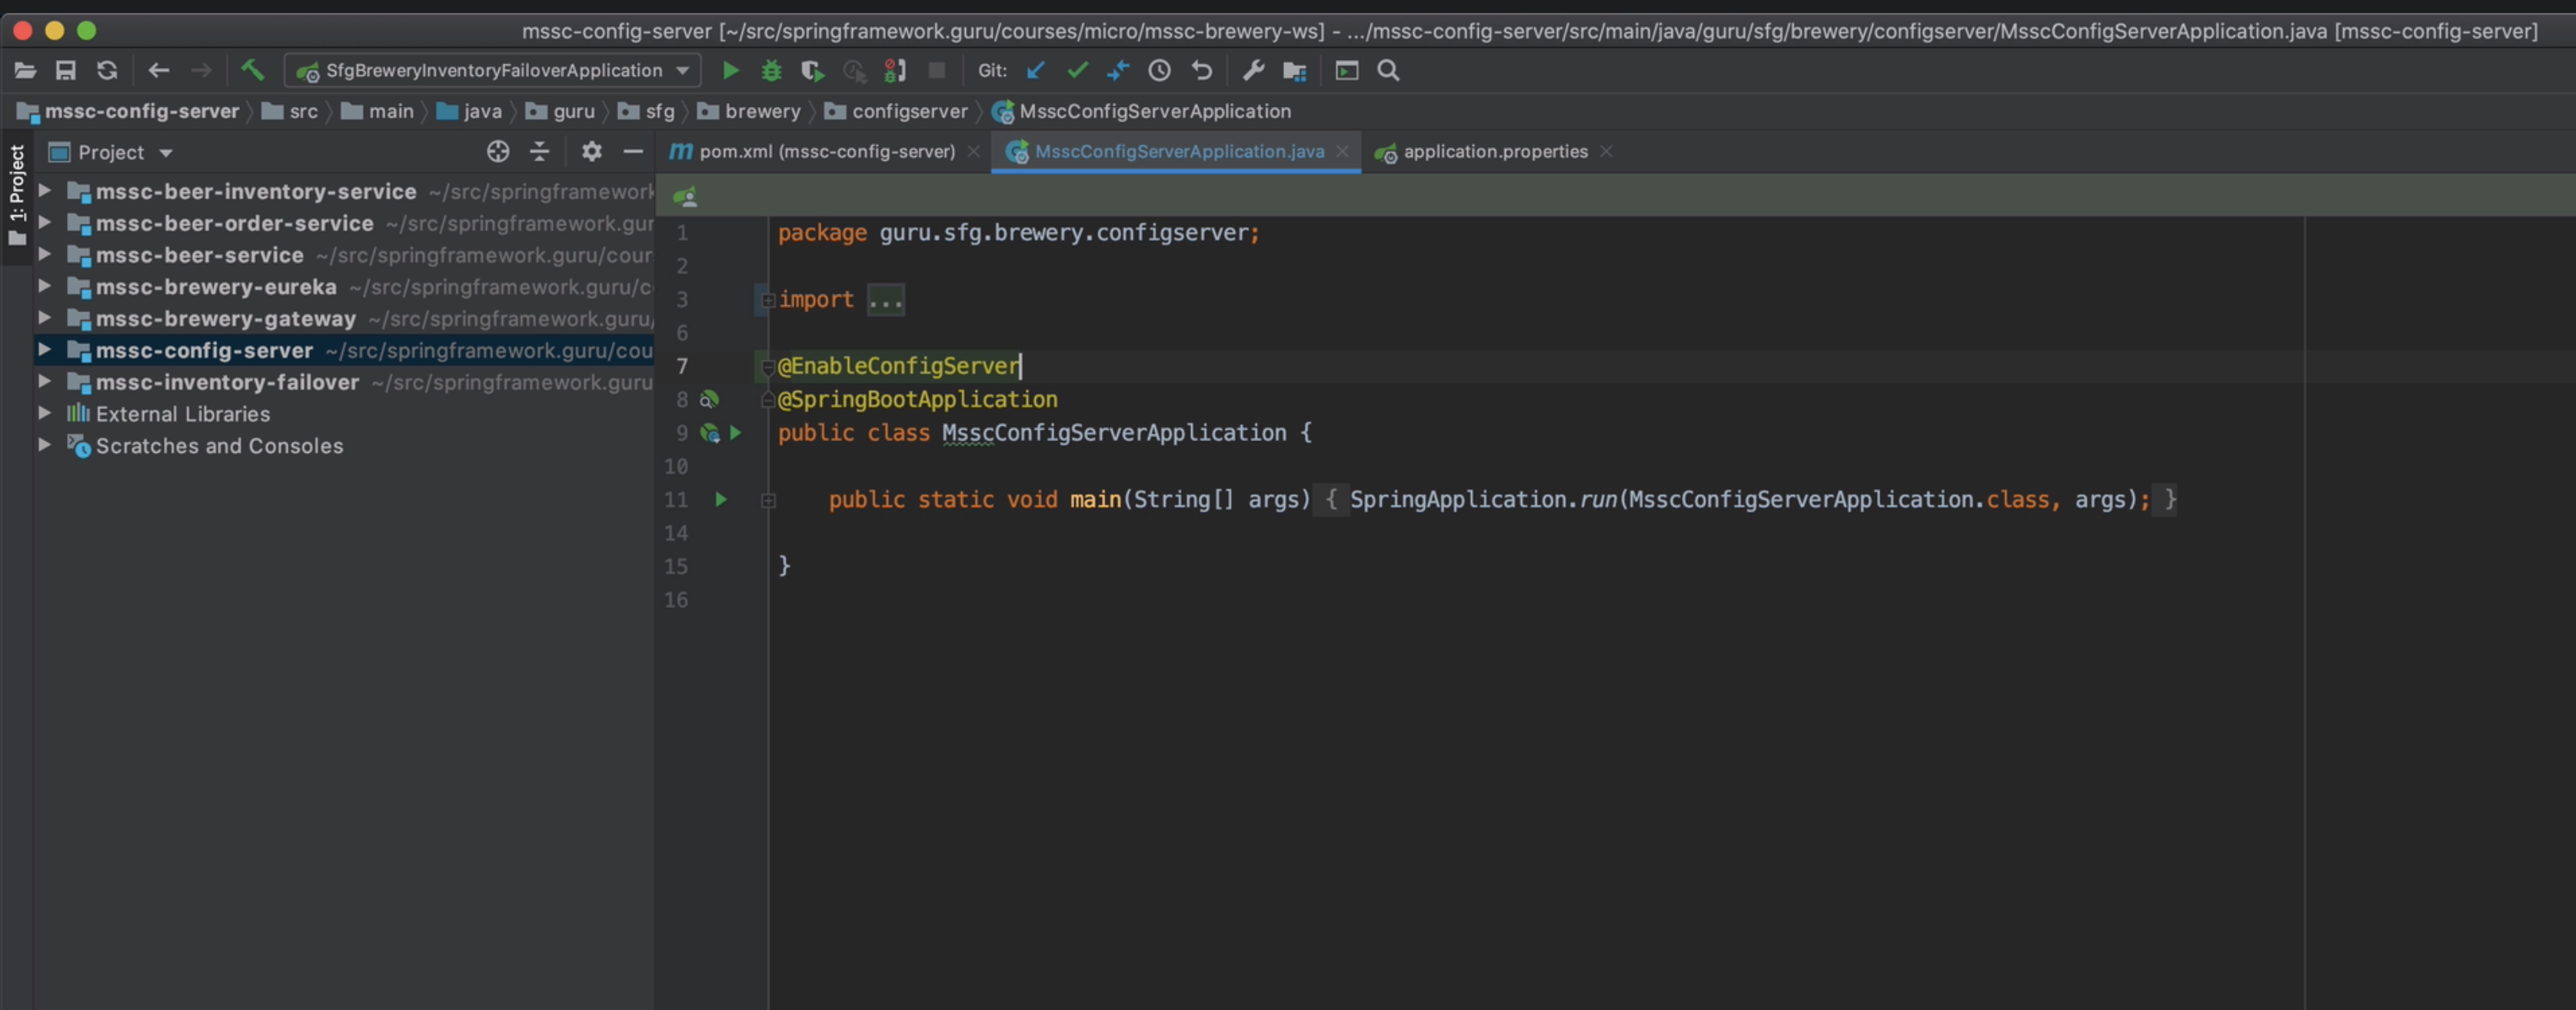 mssc-config-server [~/src/springframework.guru/courses/micro/mssc-brewery-ws] - .../mssc-config-server/src/main/java/guru/sfg/brewery/configserver/MsscConfigServerApplication.java [mssc-config-server]
SfgBreweryInventoryFailoverApplication Git:
mssc-config-server src main java guru sfg brewery configserver MsscConfigServerApplication
1: Project
Project
pom.xml (mssc-config-server) MsscConfigServerApplication.java application.properties
mssc-beer-inventory-service ~/src/springframework
mssc-beer-order-service ~/src/springframework.gur
mssc-beer-service ~/src/springframework.guru/cour
mssc-brewery-eureka ~/src/springframework.guru/c
mssc-brewery-gateway ~/src/springframework.guru/
mssc-config-server ~/src/springframework.guru/cou
mssc-inventory-failover ~/src/springframework.guru
External Libraries
Scratches and Consoles
1 package guru.sfg.brewery.configserver;
2
3 import ...
6
7 @EnableConfigServer
8 @SpringBootApplication
9 public class MsscConfigServerApplication {
10
11 public static void main(String[] args) { SpringApplication.run(MsscConfigServerApplication.class, args); }
14
15 }
16